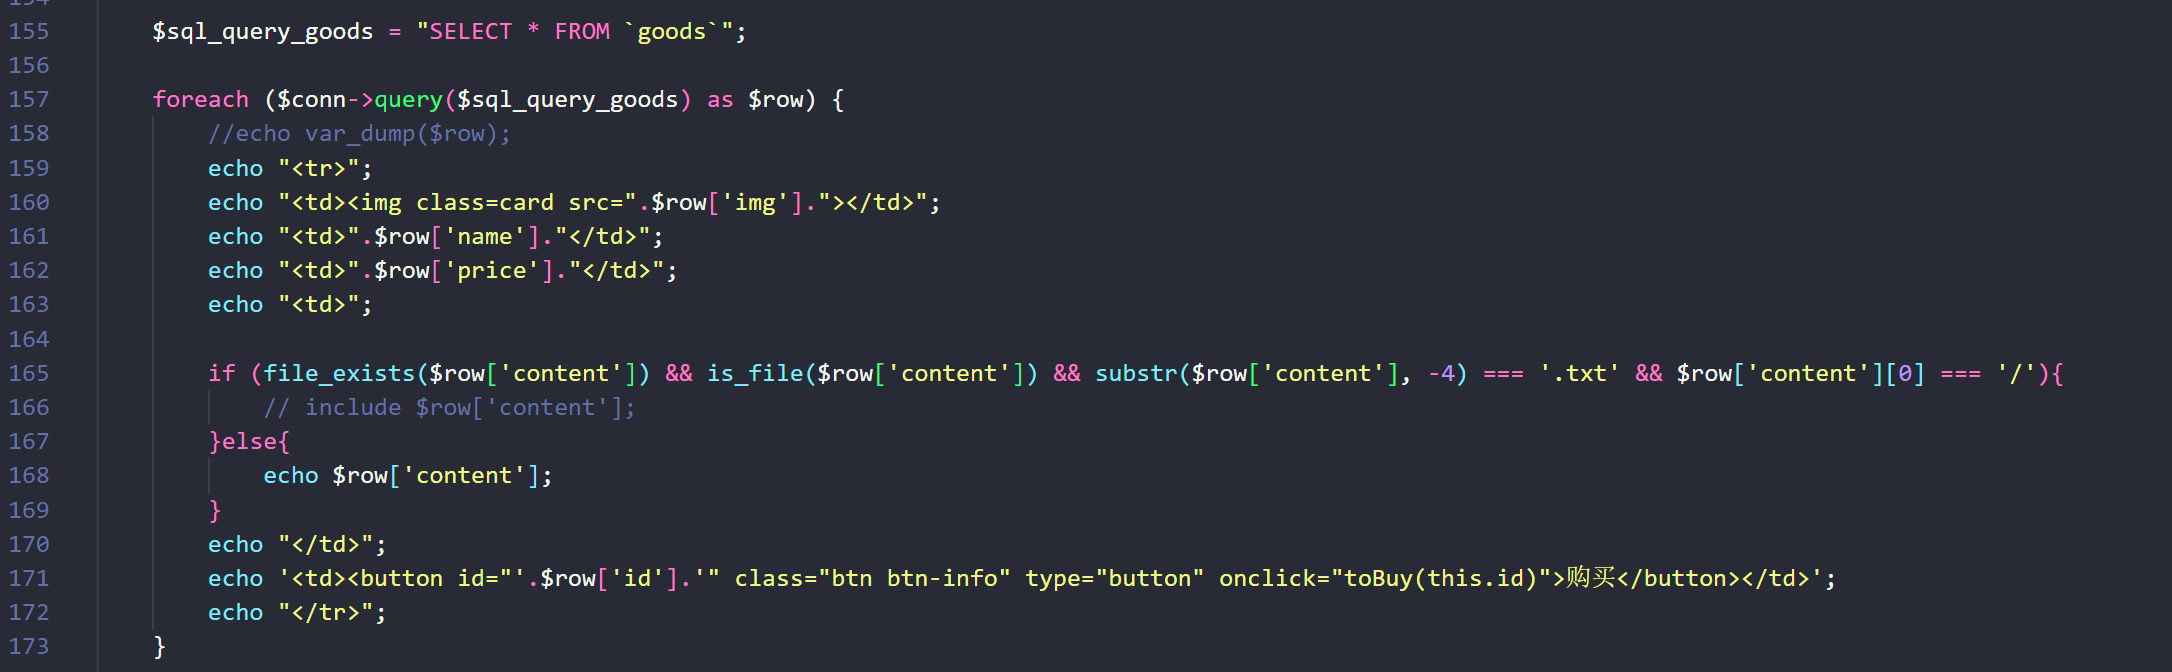 154
155 $sql_query_goods = "SELECT * FROM `goods`";
156
157 foreach ($conn->query($sql_query_goods) as $row) {
158 //echo var_dump($row);
159 echo "<tr>";
160 echo "<td><img class=card src=".$row['img']."></td>";
161 echo "<td>".$row['name']."</td>";
162 echo "<td>".$row['price']."</td>";
163 echo "<td>";
164
165 if (file_exists($row['content']) && is_file($row['content']) && substr($row['content'], -4) === '.txt' && $row['content'][0] === '/'){
166 // include $row['content'];
167 }else{
168 echo $row['content'];
169 }
170 echo "</td>";
171 echo '<td><button id="'.$row['id'].'" class="btn btn-info" type="button" onclick="toBuy(this.id)">购买</button></td>';
172 echo "</tr>";
173 }